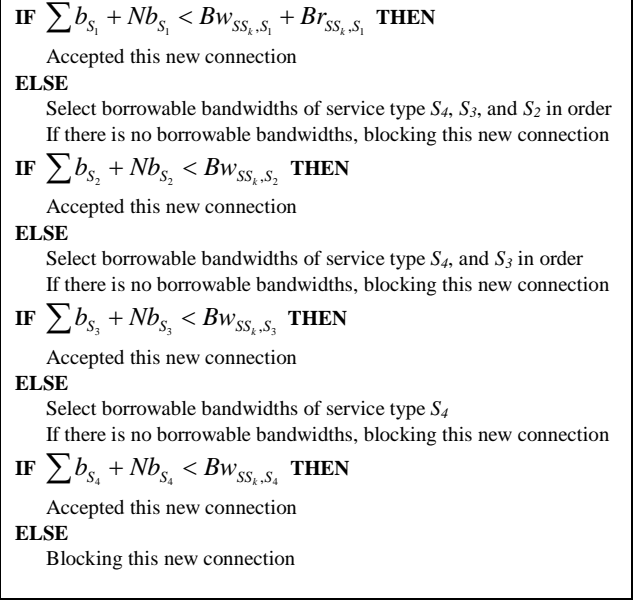 IF ∑b_{S_1} + Nb_{S_1} < Bw_{SS_k,S_1} + Br_{SS_k,S_1} THEN
Accepted this new connection
ELSE
Select borrowable bandwidths of service type S_4, S_3, and S_2 in order
If there is no borrowable bandwidths, blocking this new connection
IF ∑b_{S_2} + Nb_{S_2} < Bw_{SS_k,S_2} THEN
Accepted this new connection
ELSE
Select borrowable bandwidths of service type S_4, and S_3 in order
If there is no borrowable bandwidths, blocking this new connection
IF ∑b_{S_3} + Nb_{S_3} < Bw_{SS_k,S_3} THEN
Accepted this new connection
ELSE
Select borrowable bandwidths of service type S_4
If there is no borrowable bandwidths, blocking this new connection
IF ∑b_{S_4} + Nb_{S_4} < Bw_{SS_k,S_4} THEN
Accepted this new connection
ELSE
Blocking this new connection